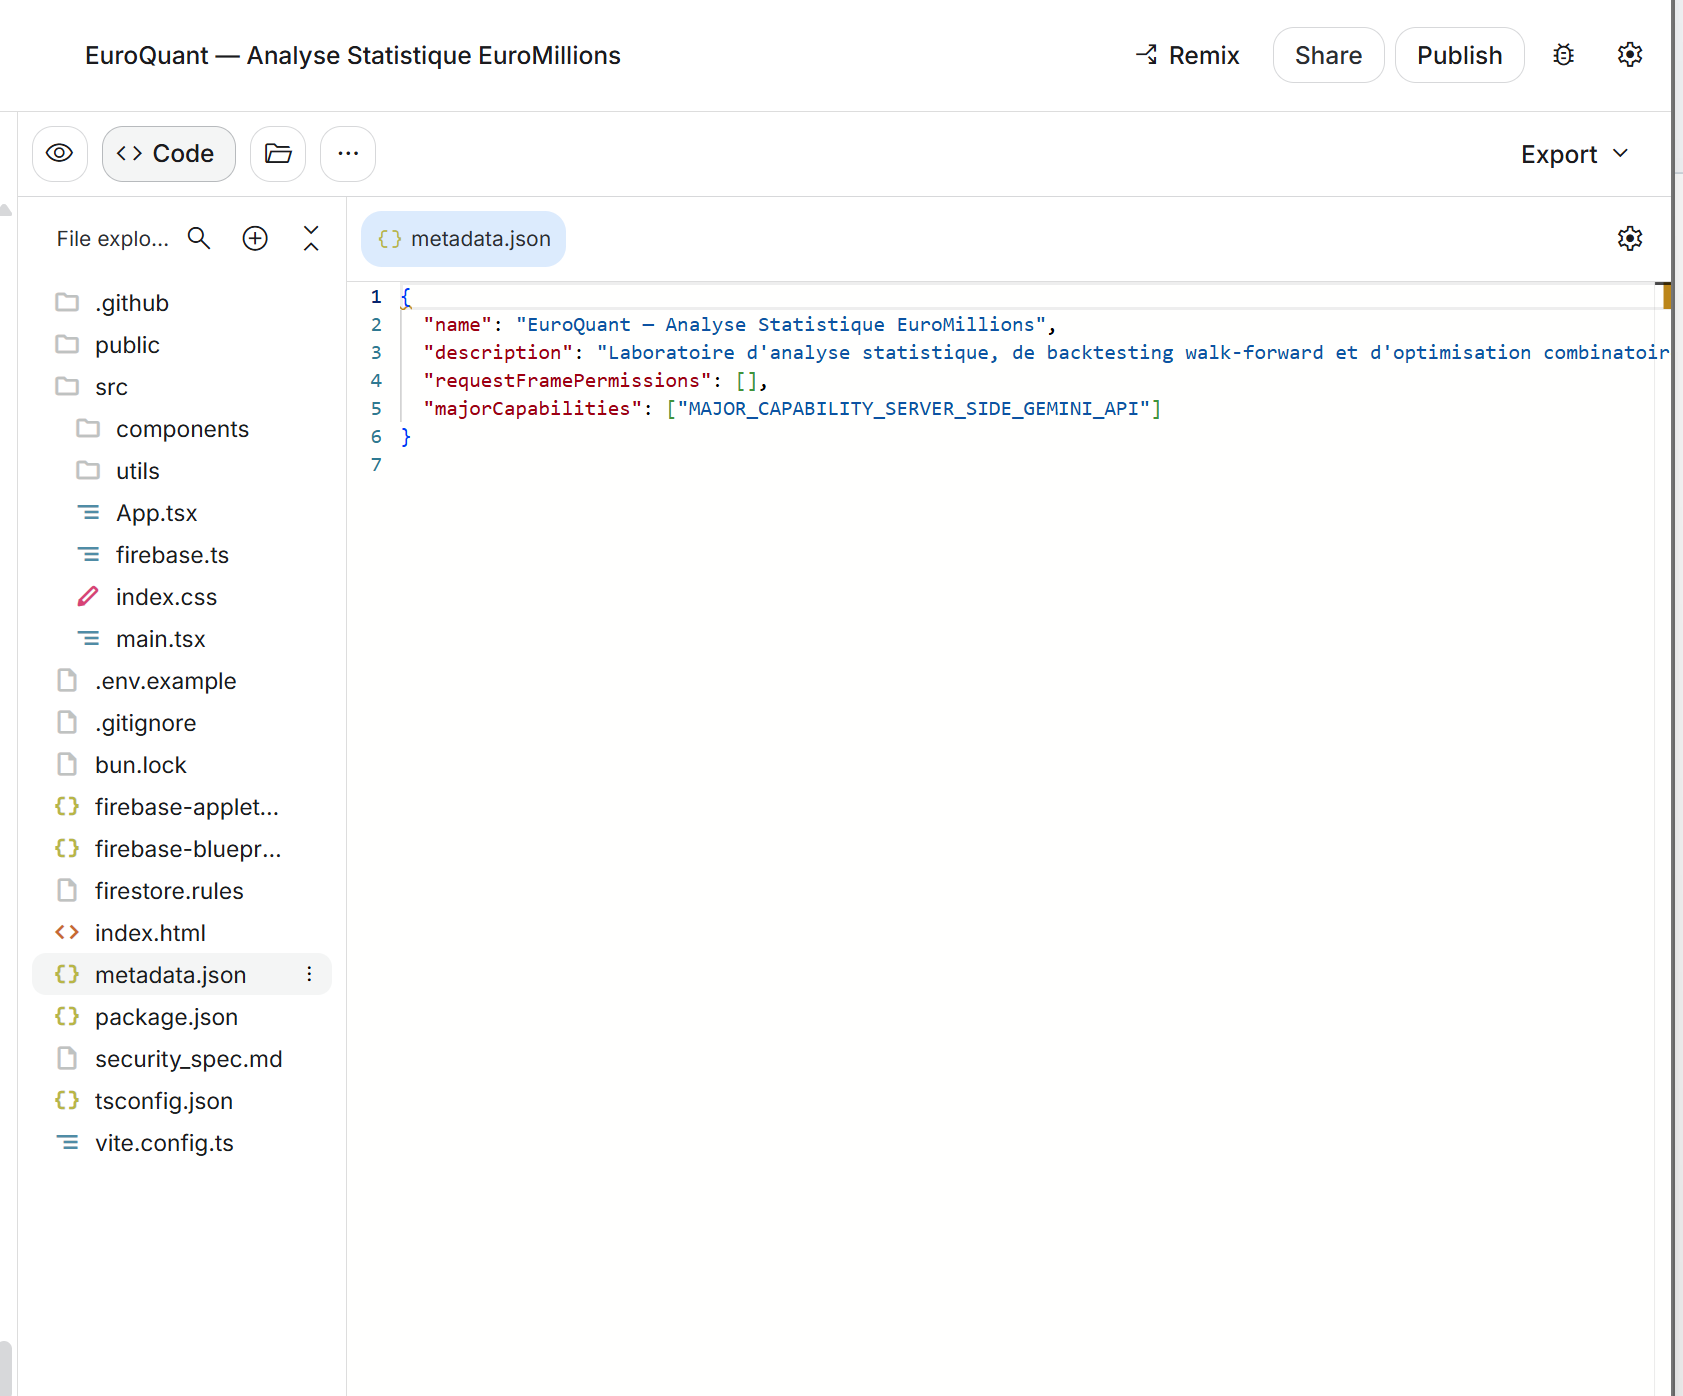 EuroQuant — Analyse Statistique EuroMillions
Remix
Share
Publish
Code
Export
File explo...
metadata.json
.github
public
src
components
utils
App.tsx
firebase.ts
index.css
main.tsx
.env.example
.gitignore
bun.lock
firebase-applet...
firebase-bluepr...
firestore.rules
index.html
metadata.json
package.json
security_spec.md
tsconfig.json
vite.config.ts
1 {
2 "name": "EuroQuant — Analyse Statistique EuroMillions",
3 "description": "Laboratoire d'analyse statistique, de backtesting walk-forward et d'optimisation combinatoir
4 "requestFramePermissions": [],
5 "majorCapabilities": ["MAJOR_CAPABILITY_SERVER_SIDE_GEMINI_API"]
6 }
7